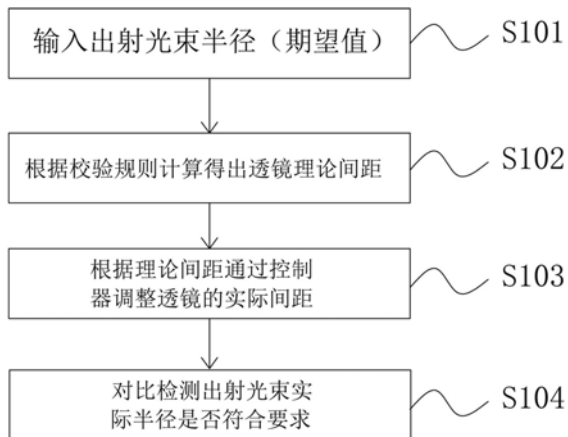 输入出射光束半径（期望值）
S101
根据校验规则计算得出透镜理论间距
S102
根据理论间距通过控制
器调整透镜的实际间距
S103
对比检测出射光束实
际半径是否符合要求
S104